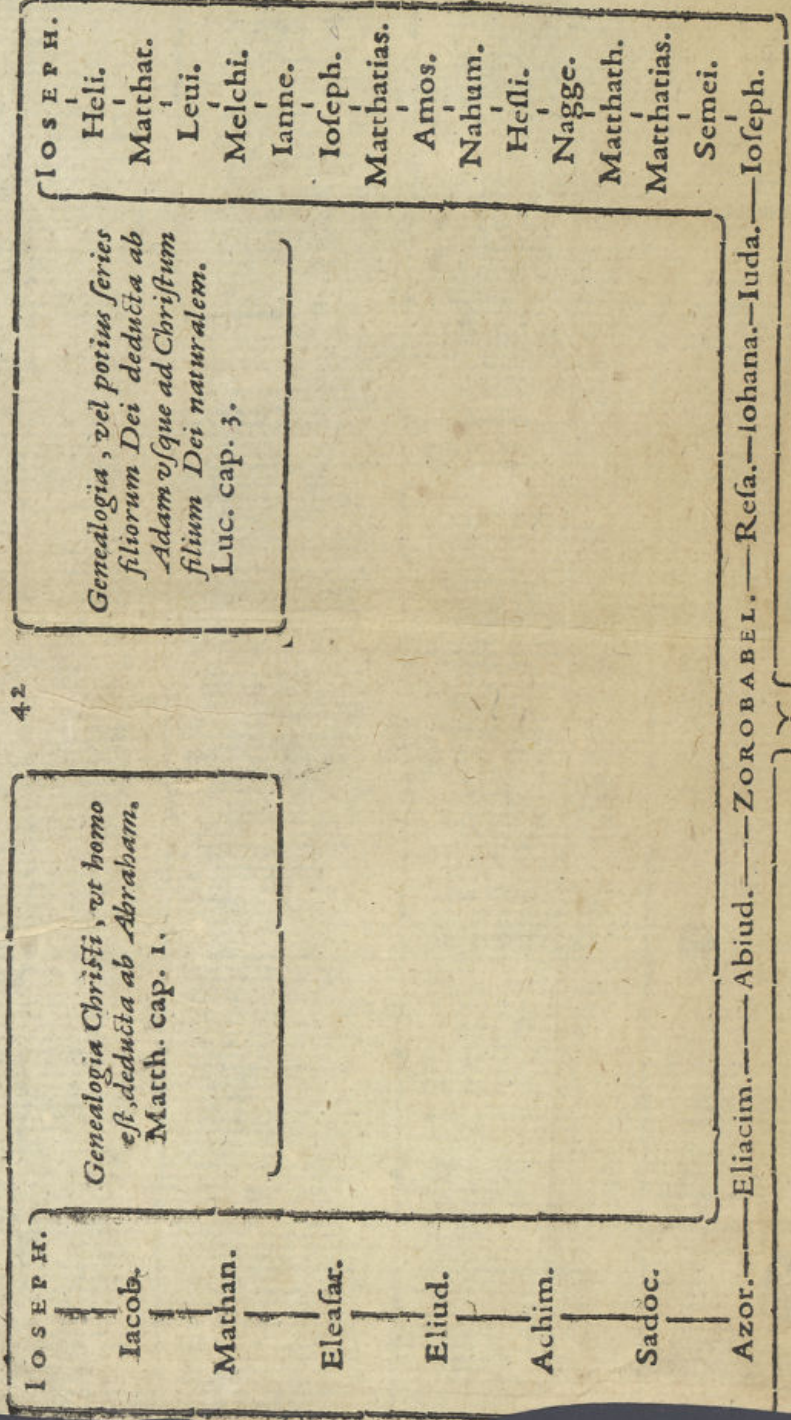 42
IOSEPH.
Iacob.
Mathan.
Eleaſar.
Eliud.
Achim.
Sadoc.
Genealogia Chriſti, vt homo
eſt, deducta ab Abraham.
Matth. cap. 1.
Genealogia, vel potius ſeries
filiorum Dei deducta ab
Adam vſque ad Chriſtum
filium Dei naturalem.
Luc. cap. 3.
IOSEPH.
Heli.
Matthat.
Leui.
Melchi.
Ianne.
Ioſeph.
Matthatias.
Amos.
Nahum.
Heſli.
Nagge.
Matthath.
Matthatias.
Semei.
Azor.—Eliacim.—Abiud.—ZOROBABEL.—Reſa.—Iohana.—Iuda.—Ioſeph.